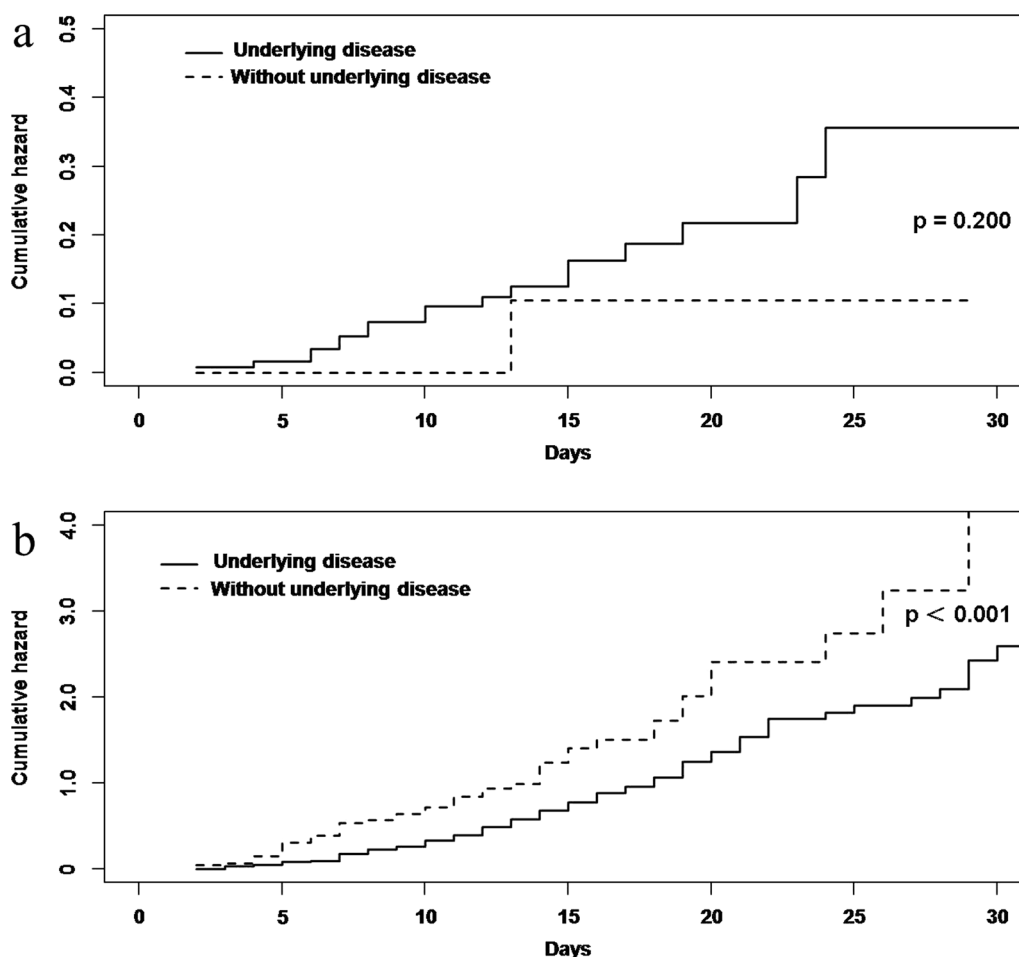 a
Underlying disease
Without underlying disease
Cumulative hazard
0.5
0.4
0.3
0.2
0.1
0.0
p = 0.200
0 5 10 15 20 25 30
Days
b
Underlying disease
Without underlying disease
Cumulative hazard
4.0
3.0
2.0
1.0
0
p < 0.001
0 5 10 15 20 25 30
Days